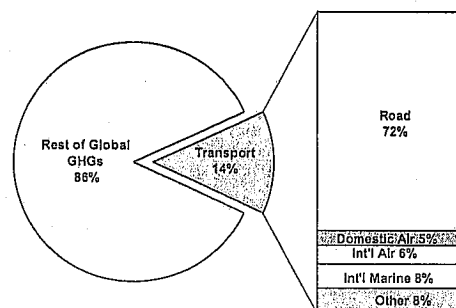 Rest of Global
GHGs
86%
Transport
14%
Road
72%
Domestic Air 5%
Int'l Air 6%
Int'l Marine 8%
Other 8%